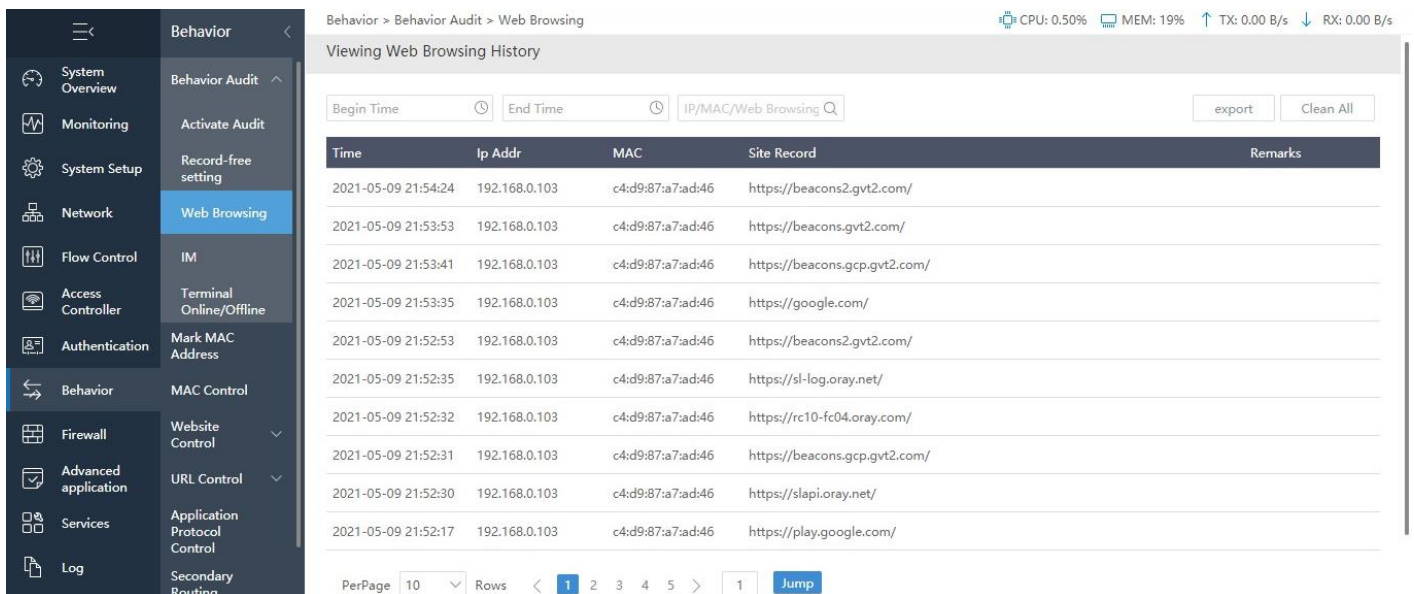 Behavior
Behavior > Behavior Audit > Web Browsing
CPU: 0.50% MEM: 19% TX: 0.00 B/s RX: 0.00 B/s
Viewing Web Browsing History
System
Overview
Monitoring
System Setup
Network
Flow Control
Access
Controller
Authentication
Behavior
Firewall
Advanced
application
Services
Log
Behavior Audit
Activate Audit
Record-free
setting
Web Browsing
IM
Terminal
Online/Offline
Mark MAC
Address
MAC Control
Website
Control
URL Control
Application
Protocol
Control
Secondary
Routing
Begin Time End Time IP/MAC/Web Browsing export Clean All
Time Ip Addr MAC Site Record Remarks
2021-05-09 21:54:24 192.168.0.103 c4:d9:87:a7:ad:46 https://beacons2.gvt2.com/
2021-05-09 21:53:53 192.168.0.103 c4:d9:87:a7:ad:46 https://beacons.gvt2.com/
2021-05-09 21:53:41 192.168.0.103 c4:d9:87:a7:ad:46 https://beacons.gcp.gvt2.com/
2021-05-09 21:53:35 192.168.0.103 c4:d9:87:a7:ad:46 https://google.com/
2021-05-09 21:52:53 192.168.0.103 c4:d9:87:a7:ad:46 https://beacons2.gvt2.com/
2021-05-09 21:52:35 192.168.0.103 c4:d9:87:a7:ad:46 https://sl-log.oray.net/
2021-05-09 21:52:32 192.168.0.103 c4:d9:87:a7:ad:46 https://rc10-fc04.oray.com/
2021-05-09 21:52:31 192.168.0.103 c4:d9:87:a7:ad:46 https://beacons.gcp.gvt2.com/
2021-05-09 21:52:30 192.168.0.103 c4:d9:87:a7:ad:46 https://slapi.oray.net/
2021-05-09 21:52:17 192.168.0.103 c4:d9:87:a7:ad:46 https://play.google.com/
PerPage 10 Rows < 1 2 3 4 5 > 1 Jump